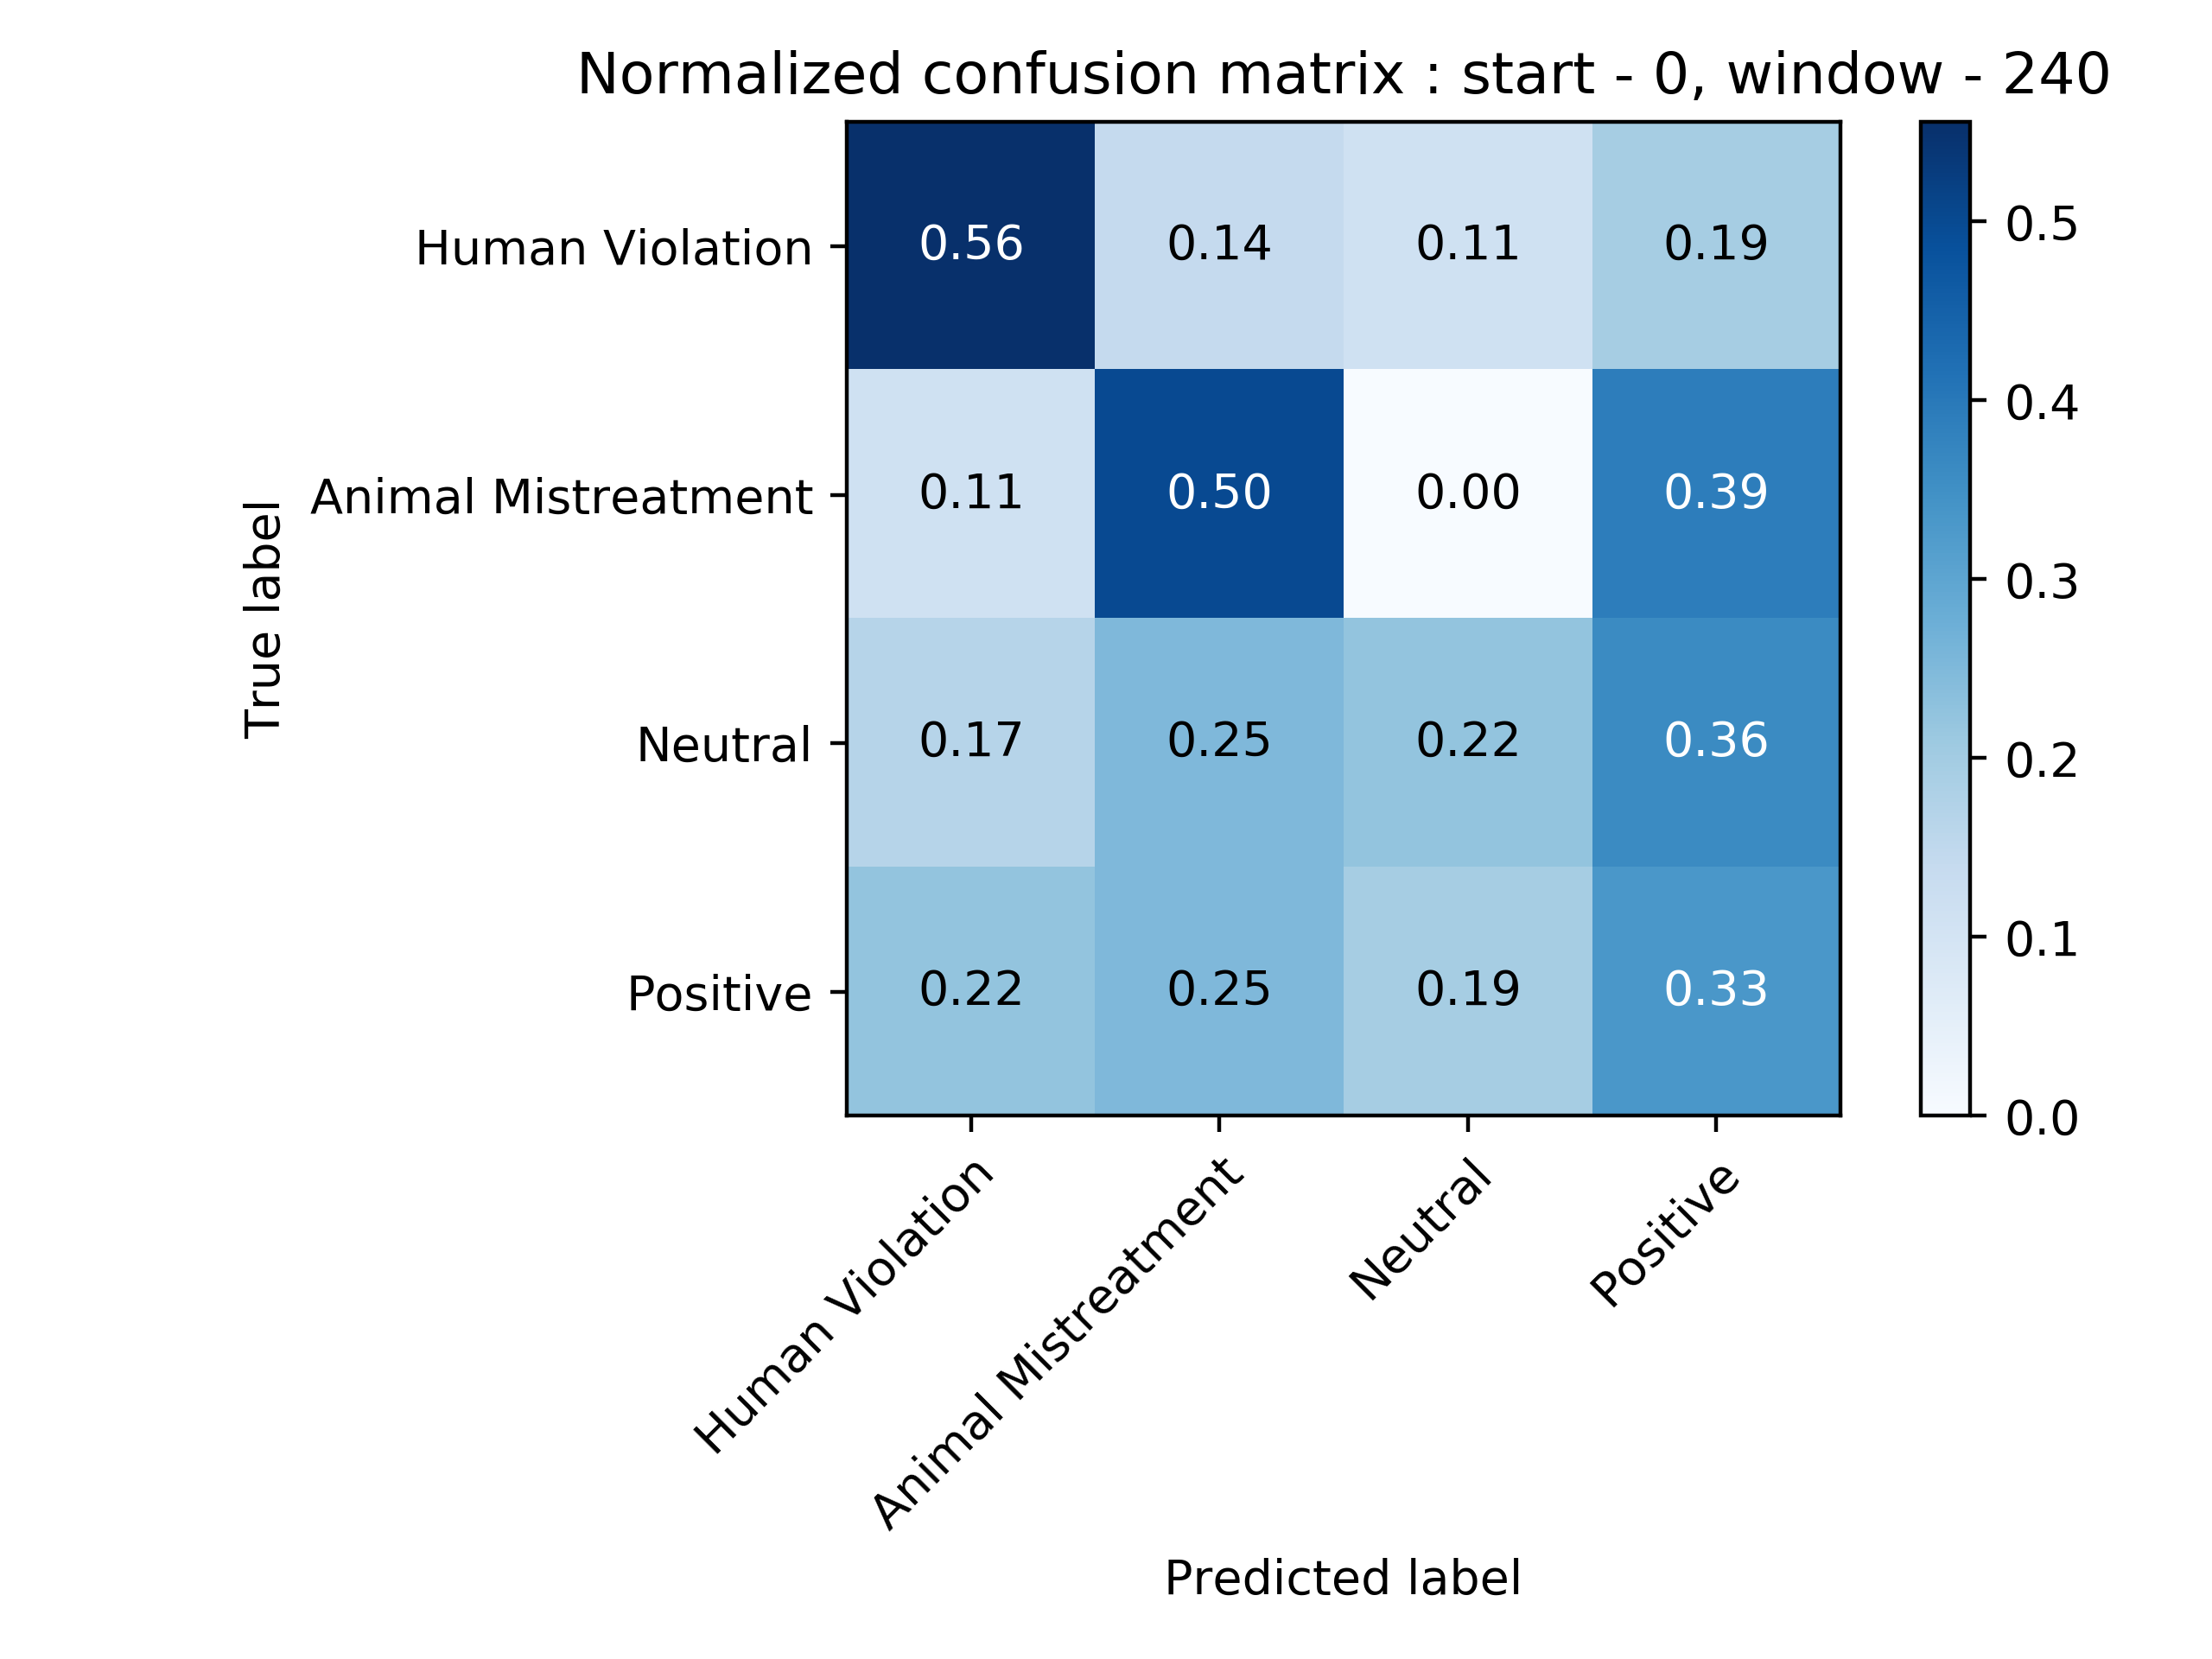 Normalized confusion matrix : start - 0, window - 240
True label
Human Violation
0.56 0.14 0.11 0.19
Animal Mistreatment
0.11 0.50 0.00 0.39
Neutral
0.17 0.25 0.22 0.36
Positive
0.22 0.25 0.19 0.33
Human Violation
Animal Mistreatment
Neutral
Positive
Predicted label
0.5
0.4
0.3
0.2
0.1
0.0